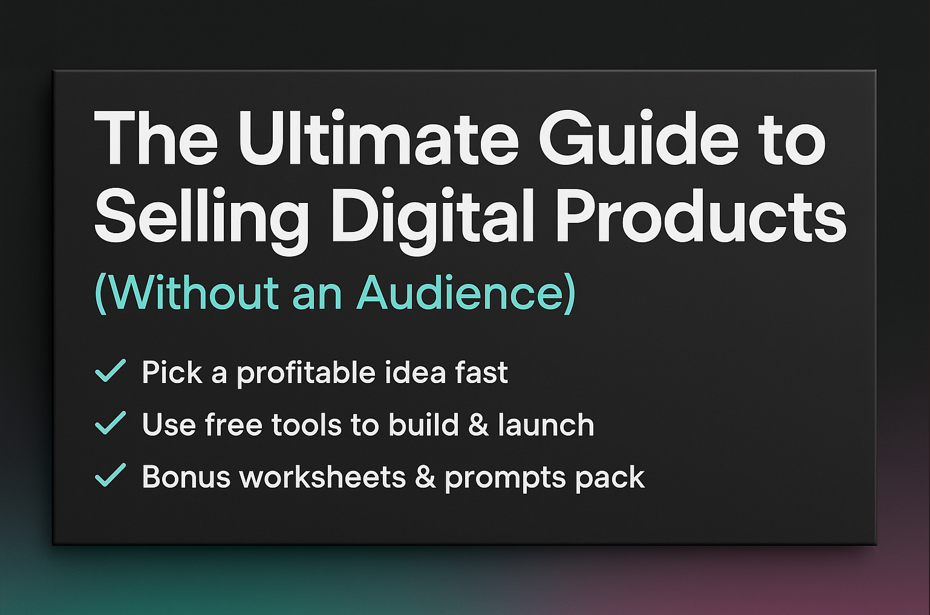 The Ultimate Guide to
Selling Digital Products
(Without an Audience)
Pick a profitable idea fast
Use free tools to build & launch
Bonus worksheets & prompts pack